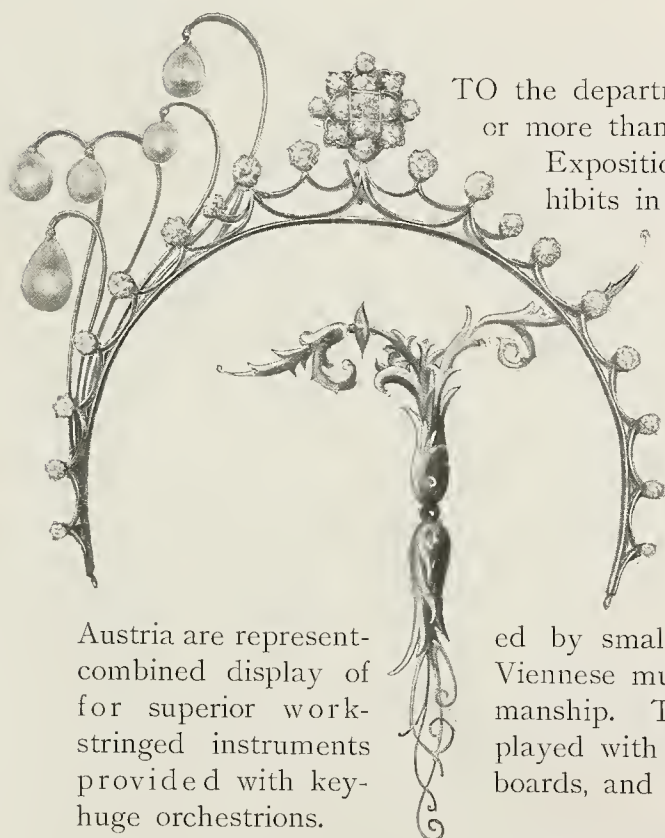 TO the departm
or more than
Expositio
hibits in
Austria are represent- ed by smal
combined display of Viennese mu
for superior work- manship. T
stringed instruments played with
provided with key- boards, and
huge orchestrions.